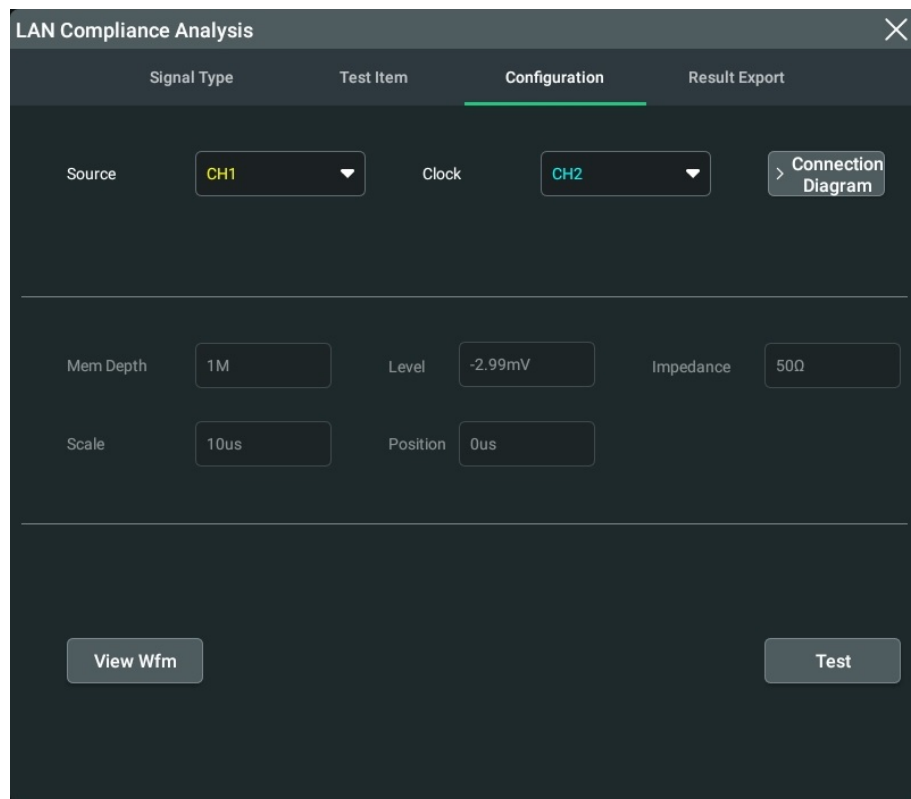 LAN Compliance Analysis
Signal Type Test Item Configuration Result Export
Source CH1 Clock CH2 Connection
Diagram
Mem Depth 1M Level -2.99mV Impedance 50Ω
Scale 10us Position 0us
View Wfm Test